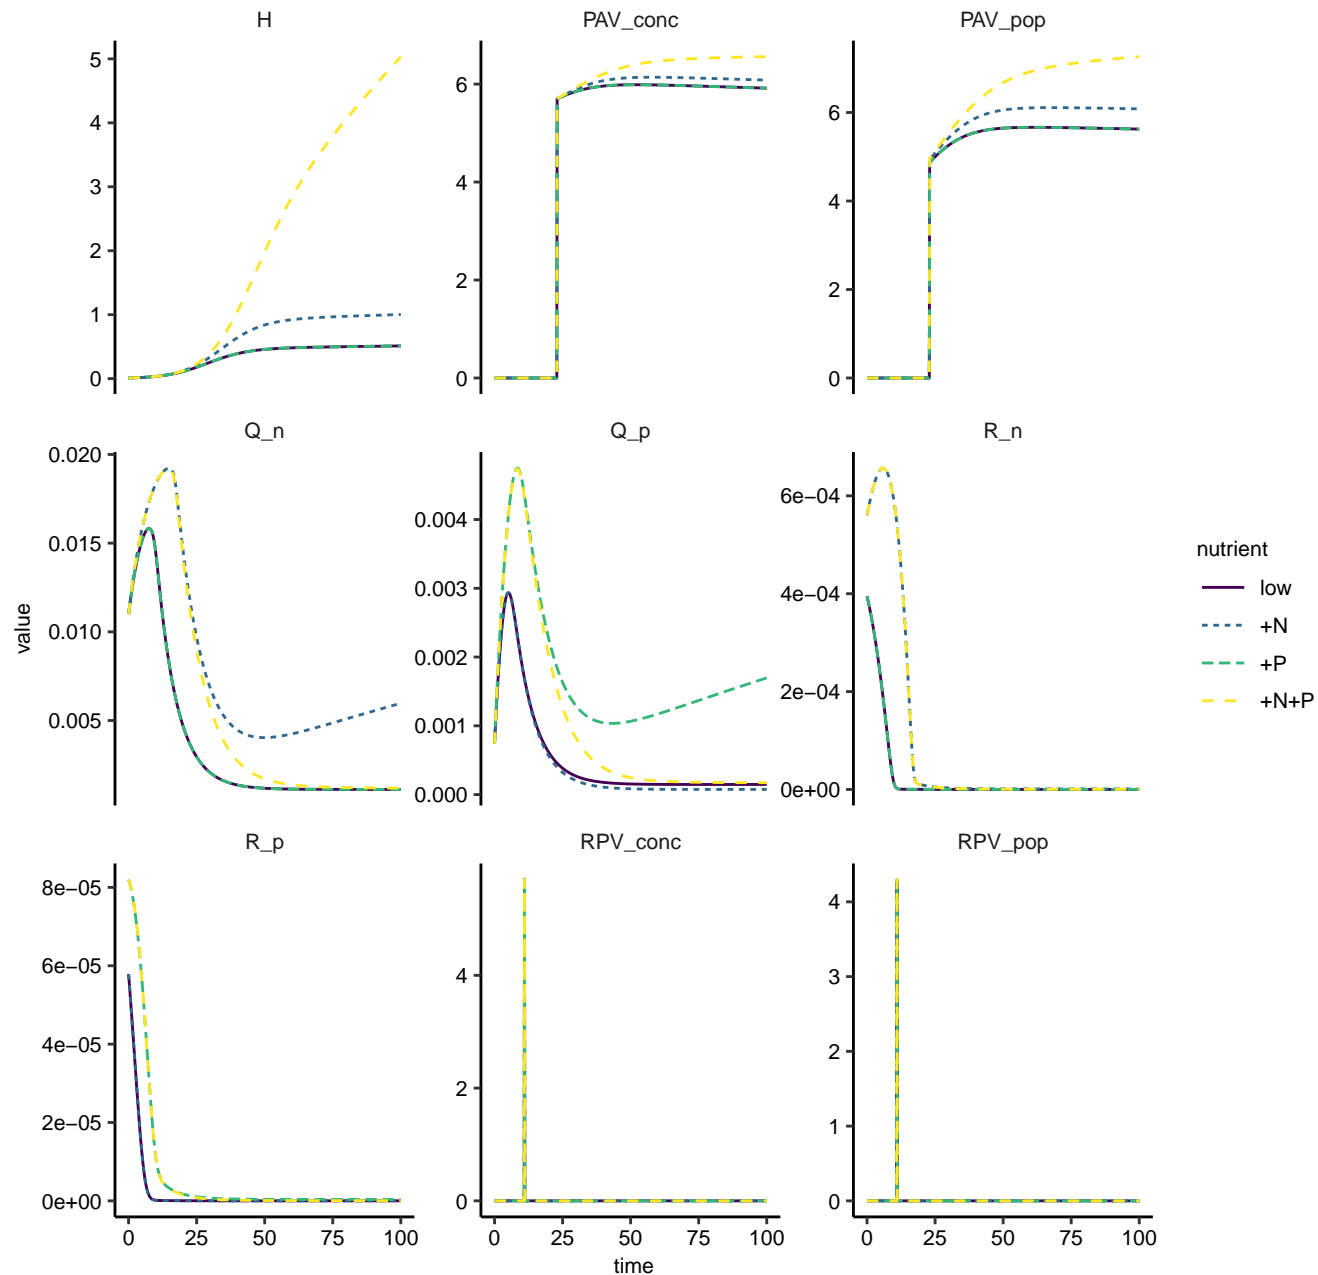 H
PAV_conc
PAV_pop
5
4
3
2
1
0
6
4
2
0
6
4
2
0
Q_n
Q_p
R_n
0.020
0.015
0.010
0.005
0.004
0.003
0.002
0.001
0.000
6e−04
4e−04
2e−04
0e+00
R_p
RPV_conc
RPV_pop
8e−05
6e−05
4e−05
2e−05
0e+00
4
2
0
4
3
2
1
0
0 25 50 75 100
0 25 50 75 100
0 25 50 75 100
time
value
nutrient
low
+N
+P
+N+P